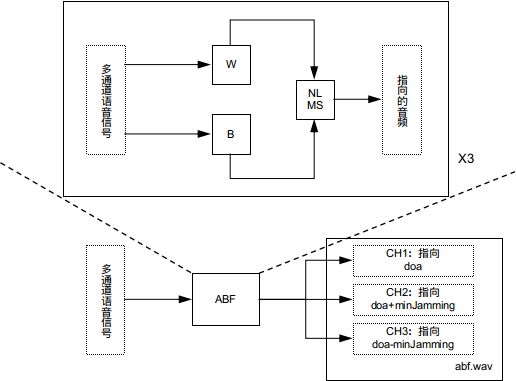 多通道语音信号
W
B
NL
MS
指向的音频
X3
多通道语音信号
ABF
CH1: 指向
doa
CH2: 指向
doa+minJamming
CH3: 指向
doa-minJamming
abf.wav